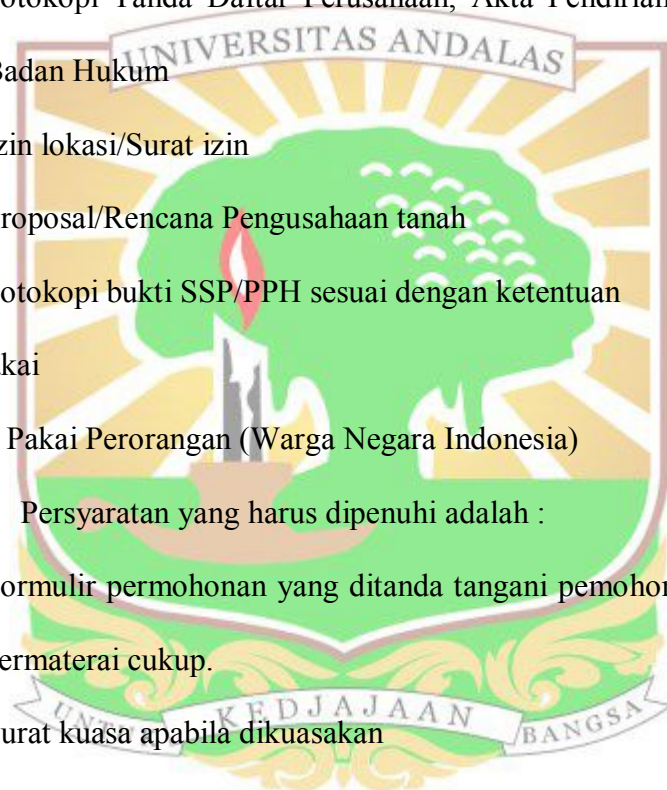 otokopi Tanda Daftar Perusahaan, Akta Pendirian
UNIVERSITAS ANDALAS
Badan Hukum
zin lokasi/Surat izin
roposal/Rencana Pengusahaan tanah
otokopi bukti SSP/PPH sesuai dengan ketentuan
akai
Pakai Perorangan (Warga Negara Indonesia)
Persyaratan yang harus dipenuhi adalah :
ormulir permohonan yang ditanda tangani pemohon
ermaterai cukup.
UNTUK KEDJAJAAN BANGSA
urat kuasa apabila dikuasakan